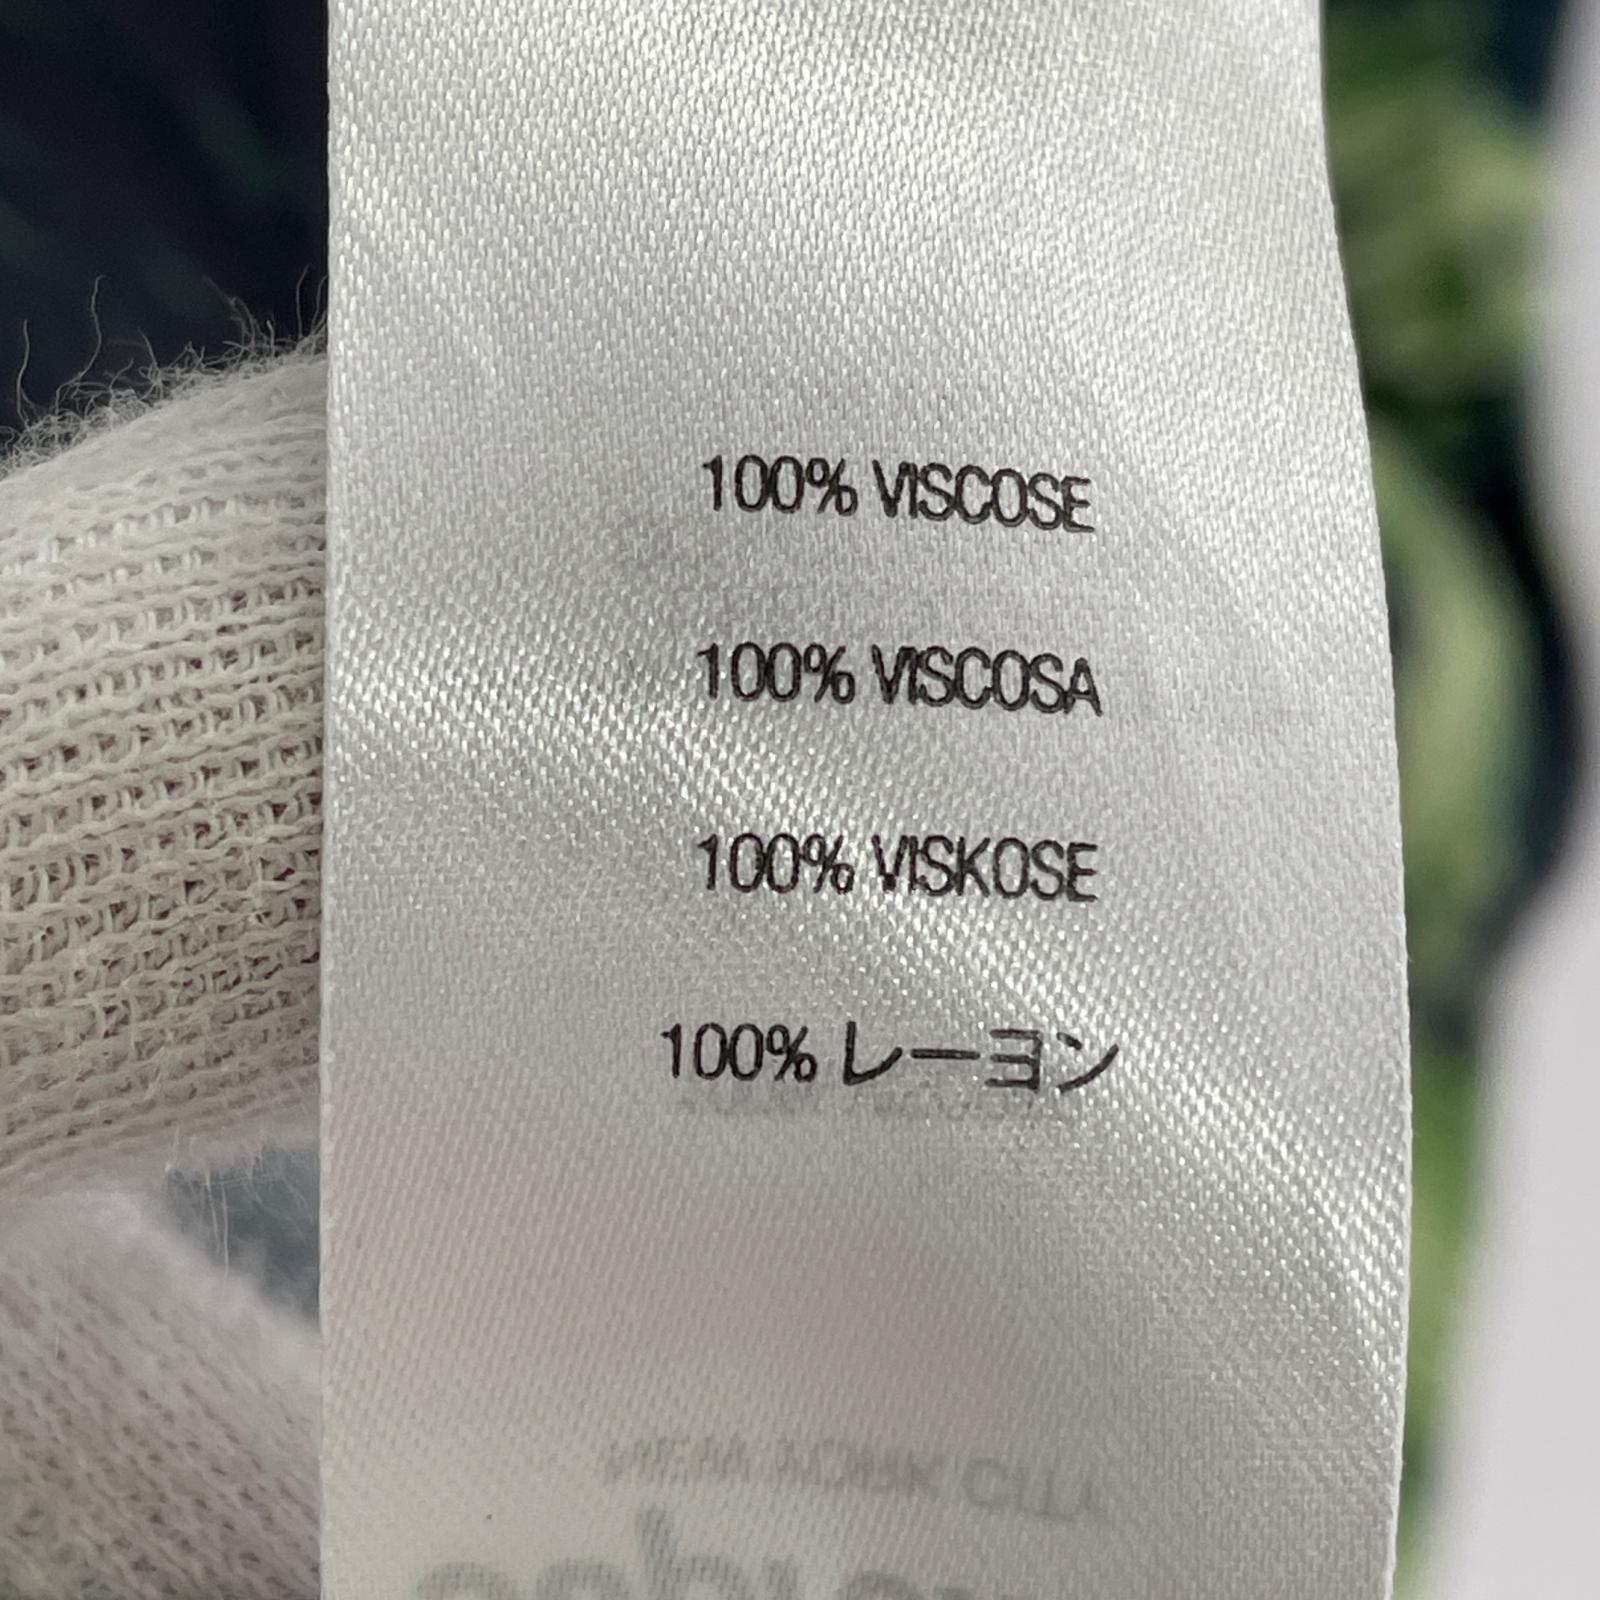 100% VISCOSE
100% VISCOSA
100% VISKOSE
100% レーヨン